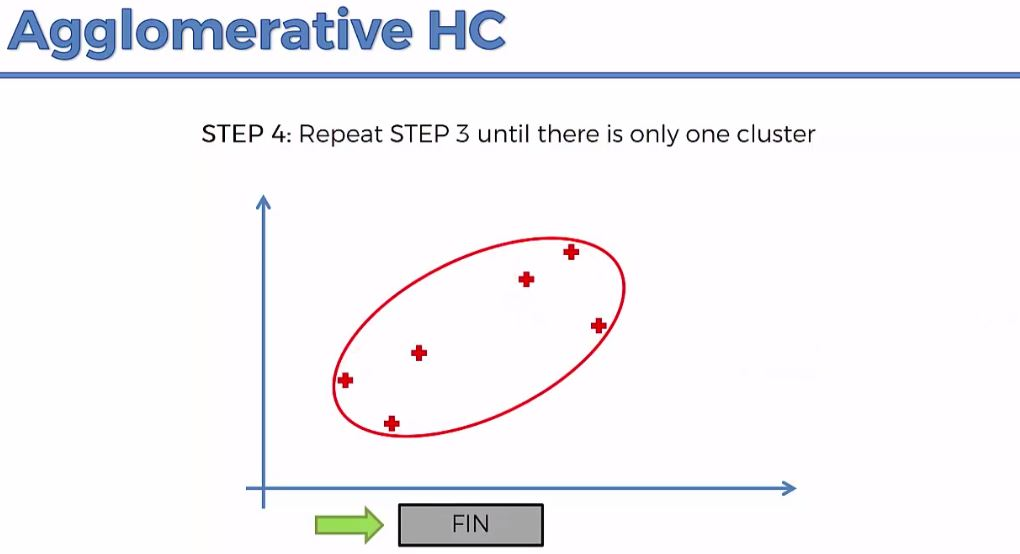 Agglomerative HC
STEP 4: Repeat STEP 3 until there is only one cluster
FIN